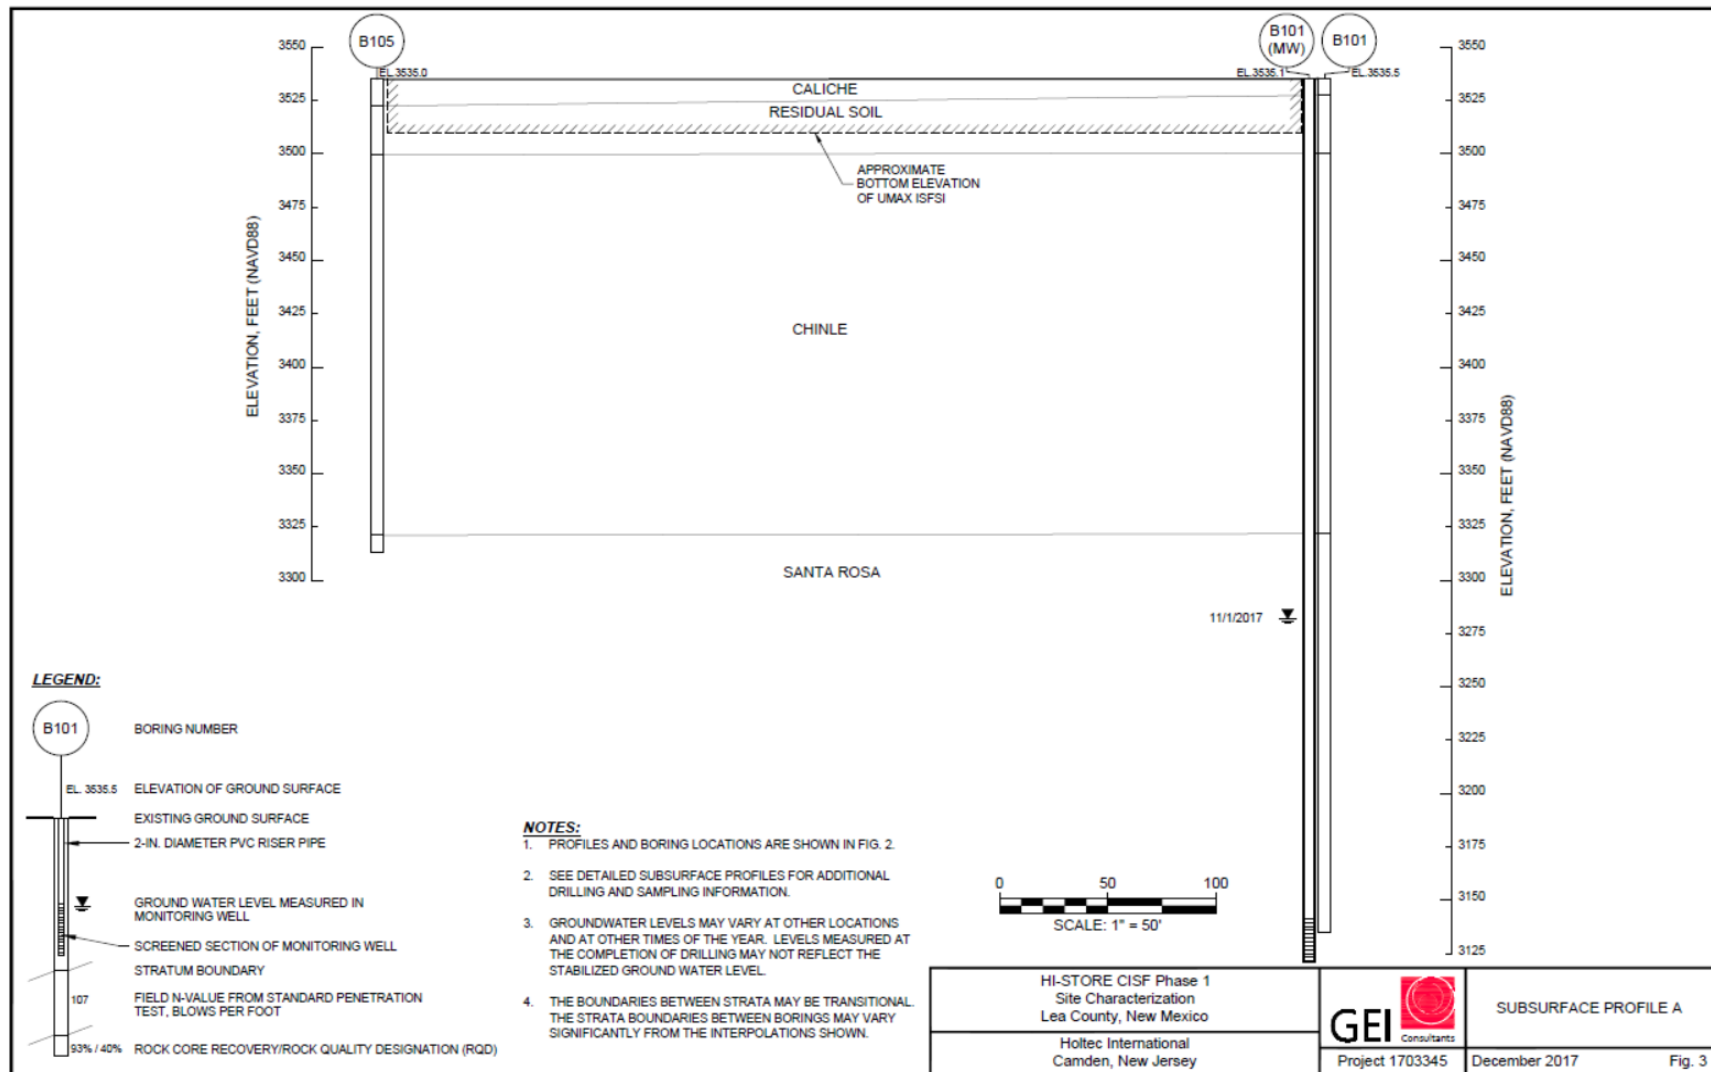 B105
B101
(MW)
B101
EL.3535.0
EL.3535.1
EL.3535.5
3550
3525
3500
3475
3450
3425
3400
3375
3350
3325
3300
ELEVATION, FEET (NAVD88)
CALICHE
RESIDUAL SOIL
APPROXIMATE
BOTTOM ELEVATION
OF UMAX ISFSI
CHINLE
SANTA ROSA
11/1/2017
3550
3525
3500
3475
3450
3425
3400
3375
3350
3325
3300
3275
3250
3225
3200
3175
3150
3125
ELEVATION, FEET (NAVD88)
LEGEND:
B101
BORING NUMBER
EL. 3535.5 ELEVATION OF GROUND SURFACE
EXISTING GROUND SURFACE
2-IN. DIAMETER PVC RISER PIPE
GROUND WATER LEVEL MEASURED IN
MONITORING WELL
SCREENED SECTION OF MONITORING WELL
STRATUM BOUNDARY
107 FIELD N-VALUE FROM STANDARD PENETRATION
TEST, BLOWS PER FOOT
93% / 40% ROCK CORE RECOVERY/ROCK QUALITY DESIGNATION (RQD)
NOTES:
1. PROFILES AND BORING LOCATIONS ARE SHOWN IN FIG. 2.
2. SEE DETAILED SUBSURFACE PROFILES FOR ADDITIONAL
DRILLING AND SAMPLING INFORMATION.
3. GROUNDWATER LEVELS MAY VARY AT OTHER LOCATIONS
AND AT OTHER TIMES OF THE YEAR. LEVELS MEASURED AT
THE COMPLETION OF DRILLING MAY NOT REFLECT THE
STABILIZED GROUND WATER LEVEL.
4. THE BOUNDARIES BETWEEN STRATA MAY BE TRANSITIONAL.
THE STRATA BOUNDARIES BETWEEN BORINGS MAY VARY
SIGNIFICANTLY FROM THE INTERPOLATIONS SHOWN.
0 50 100
SCALE: 1" = 50'
HI-STORE CISF Phase 1
Site Characterization
Lea County, New Mexico
Holtec International
Camden, New Jersey
GEI Consultants
Project 1703345
SUBSURFACE PROFILE A
December 2017 Fig. 3